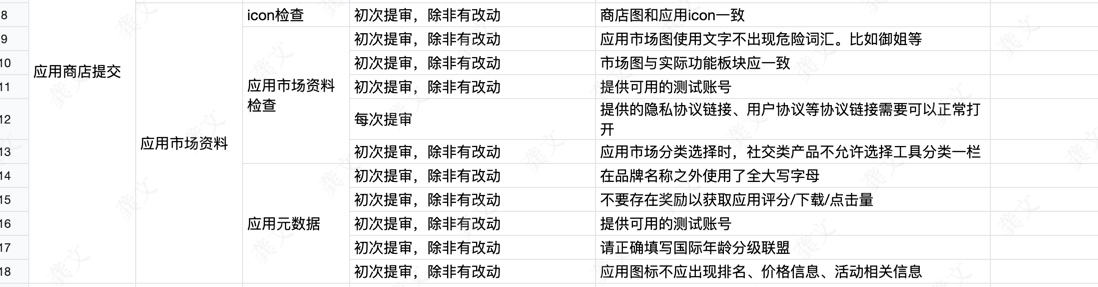 8 icon检查 初次提审，除非有改动 商店图和应用icon一致
9 初次提审，除非有改动 应用市场图使用文字不出现危险词汇。比如御姐等
应用商店提交
10 初次提审，除非有改动 市场图与实际功能板块应一致
11 应用市场资料 初次提审，除非有改动 提供可用的测试账号
检查
12 每次提审 提供的隐私协议链接、用户协议等协议链接需要可以正常打
开
13 应用市场资料 初次提审，除非有改动 应用市场分类选择时，社交类产品不允许选择工具分类一栏
14 初次提审，除非有改动 在品牌名称之外使用了全大写字母
15 初次提审，除非有改动 不要存在奖励以获取应用评分/下载/点击量
16 应用元数据 初次提审，除非有改动 提供可用的测试账号
17 初次提审，除非有改动 请正确填写国际年龄分级联盟
18 初次提审，除非有改动 应用图标不应出现排名、价格信息、活动相关信息
龚文